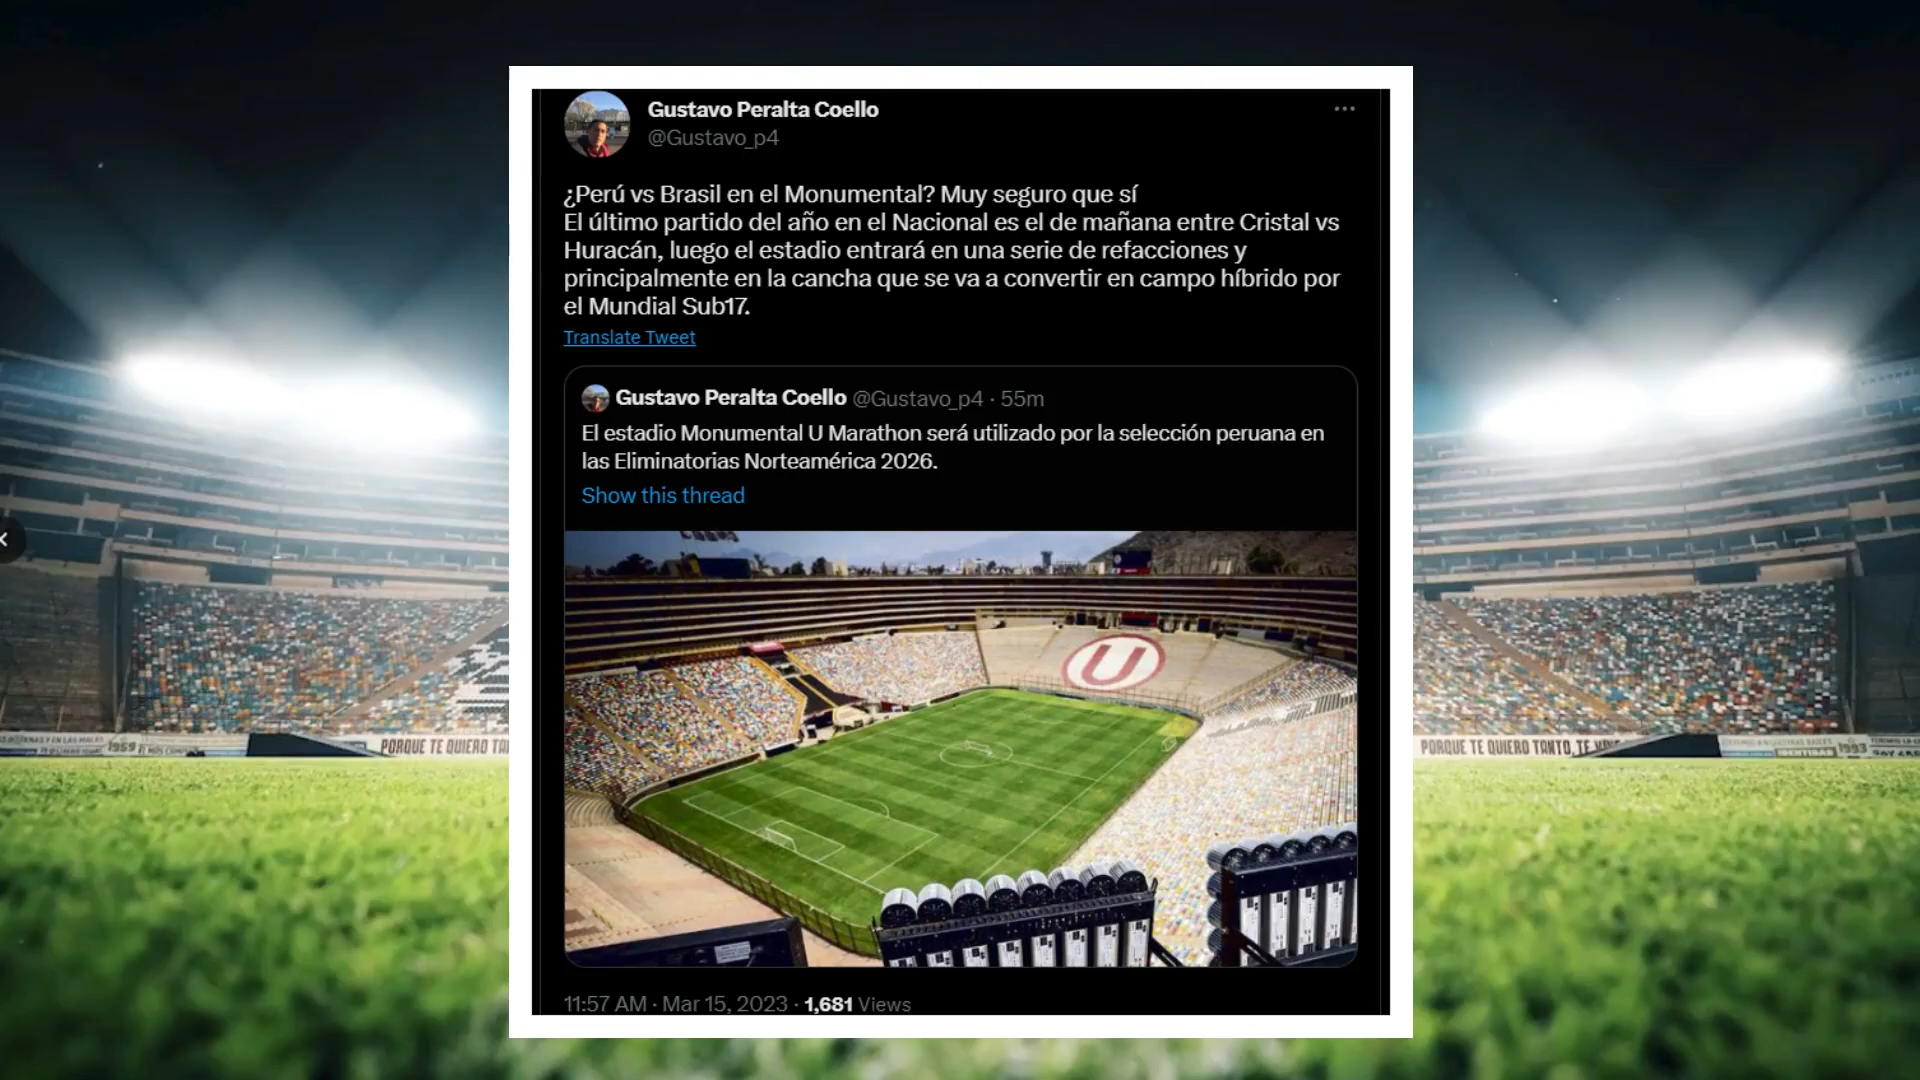 Gustavo Peralta Coello
@Gustavo_p4
¿Perú vs Brasil en el Monumental? Muy seguro que sí
El último partido del año en el Nacional es el de mañana entre Cristal vs
Huracán, luego el estadio entrará en una serie de refacciones y
principalmente en la cancha que se va a convertir en campo híbrido por
el Mundial Sub17.
Translate Tweet
Gustavo Peralta Coello @Gustavo_p4 · 55m
El estadio Monumental U Marathon será utilizado por la selección peruana en
las Eliminatorias Norteamérica 2026.
Show this thread
U
11:57 AM · Mar 15, 2023 · 1,681 Views
1959
PORQUE TE QUIERO TAN
PORQUE TE QUIERO TANTO, TE
1993